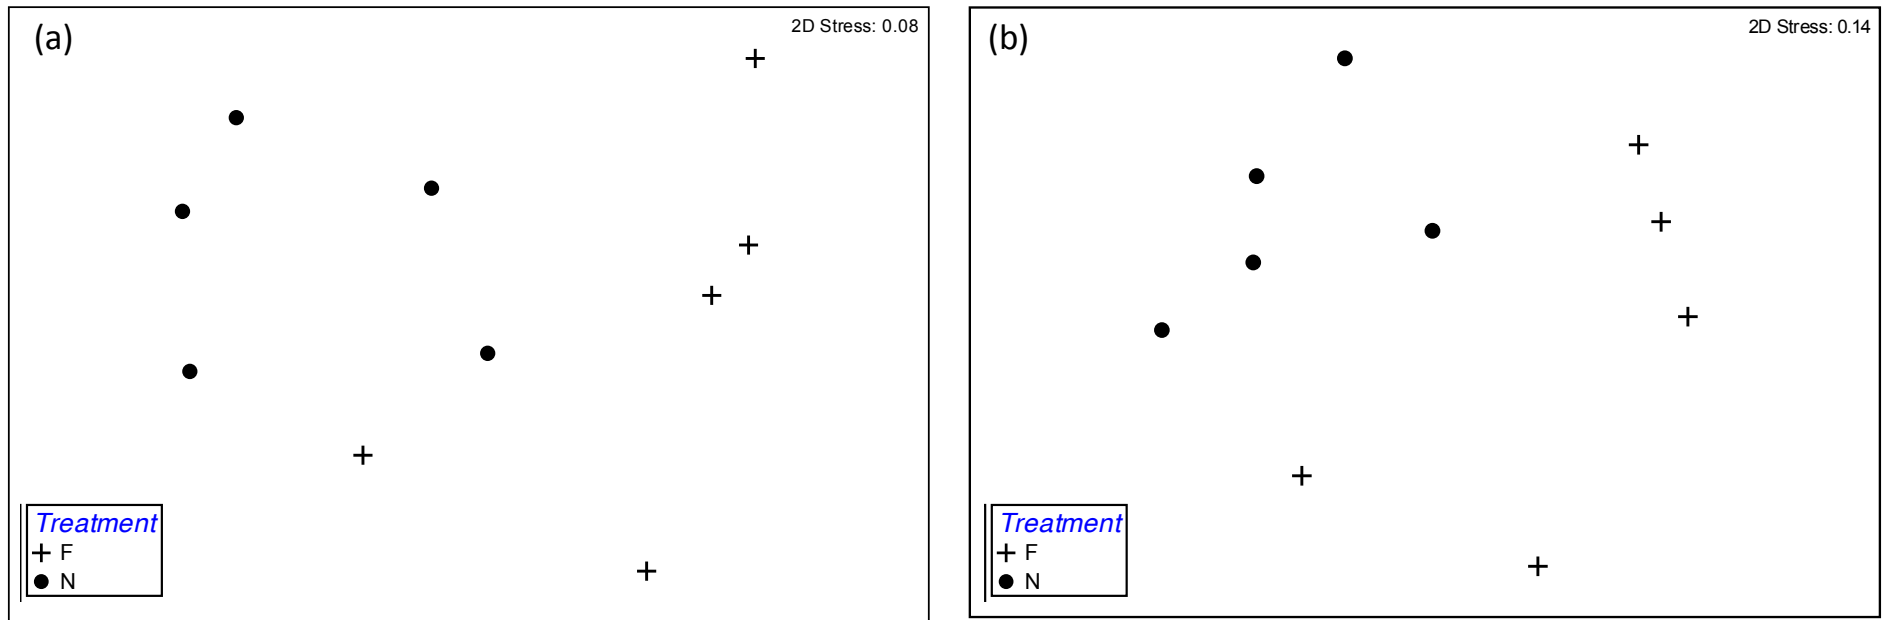 (a)
2D Stress: 0.08
Treatment
F
N
(b)
2D Stress: 0.14
Treatment
F
N